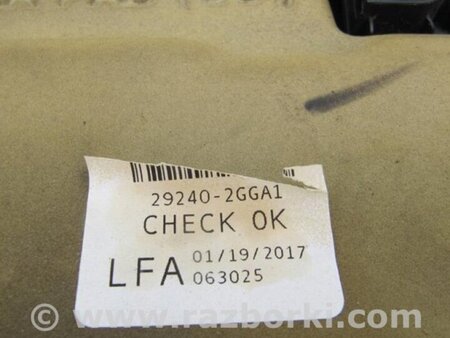 29240-2GGA1
CHECK OK
LFA 01/19/2017
063025
© www.razborki.com